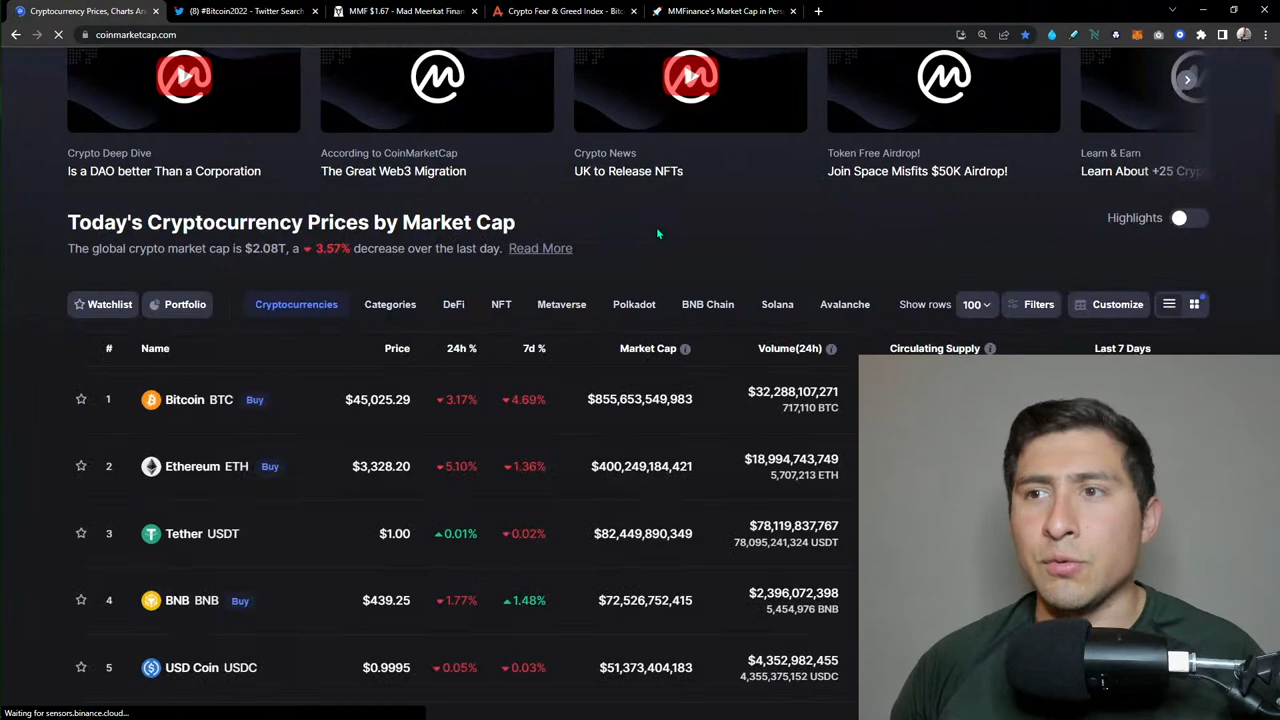 Cryptocurrency Prices, Charts An
(8) #Bitcoin2022 - Twitter Search
MMF $1.67 - Mad Meerkat Finan
Crypto Fear & Greed Index - Bitc
MMFinance's Market Cap in Pers
coinmarketcap.com
Crypto Deep Dive
Is a DAO better Than a Corporation
According to CoinMarketCap
The Great Web3 Migration
Crypto News
UK to Release NFTs
Token Free Airdrop!
Join Space Misfits $50K Airdrop!
Learn & Earn
Learn About +25 Cryp
Today's Cryptocurrency Prices by Market Cap
Highlights
The global crypto market cap is $2.08T, a 3.57% decrease over the last day. Read More
Watchlist Portfolio Cryptocurrencies Categories DeFi NFT Metaverse Polkadot BNB Chain Solana Avalanche Show rows 100 Filters Customize
# Name Price 24h % 7d % Market Cap Volume(24h) Circulating Supply Last 7 Days
1 Bitcoin BTC Buy $45,025.29 3.17% 4.69% $855,653,549,983 $32,288,107,271
717,110 BTC
2 Ethereum ETH Buy $3,328.20 5.10% 1.36% $400,249,184,421 $18,994,743,749
5,707,213 ETH
3 Tether USDT $1.00 0.01% 0.02% $82,449,890,349 $78,119,837,767
78,095,241,324 USDT
4 BNB BNB Buy $439.25 1.77% 1.48% $72,526,752,415 $2,396,072,398
5,454,976 BNB
5 USD Coin USDC $0.9995 0.05% 0.03% $51,373,404,183 $4,352,982,455
4,355,375,152 USDC
Waiting for sensors.binance.cloud...